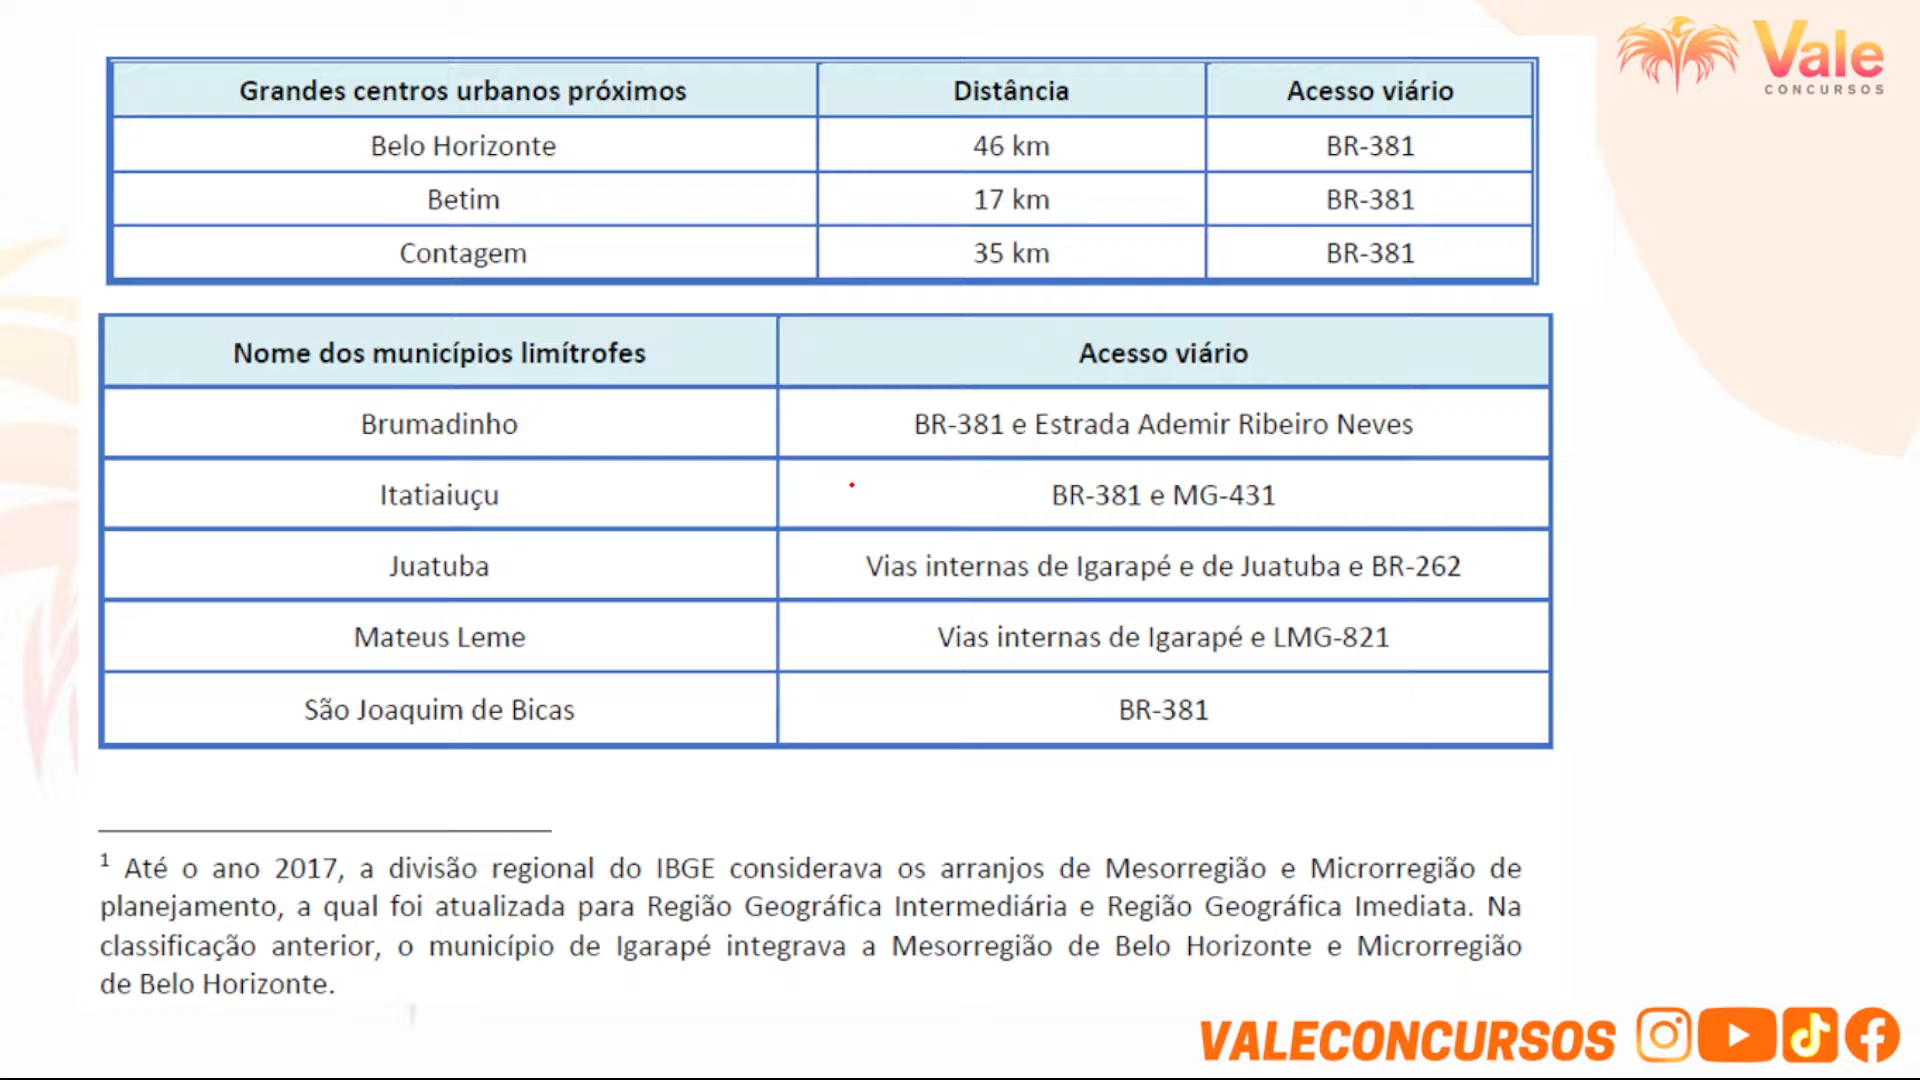 Vale
CONCURSOS
Grandes centros urbanos próximos Distância Acesso viário
Belo Horizonte 46 km BR-381
Betim 17 km BR-381
Contagem 35 km BR-381
Nome dos municípios limítrofes Acesso viário
Brumadinho BR-381 e Estrada Ademir Ribeiro Neves
Itatiaiuçu BR-381 e MG-431
Juatuba Vias internas de Igarapé e de Juatuba e BR-262
Mateus Leme Vias internas de Igarapé e LMG-821
São Joaquim de Bicas BR-381
1 Até o ano 2017, a divisão regional do IBGE considerava os arranjos de Mesorregião e Microrregião de
planejamento, a qual foi atualizada para Região Geográfica Intermediária e Região Geográfica Imediata. Na
classificação anterior, o município de Igarapé integrava a Mesorregião de Belo Horizonte e Microrregião
de Belo Horizonte.
VALECONCURSOS